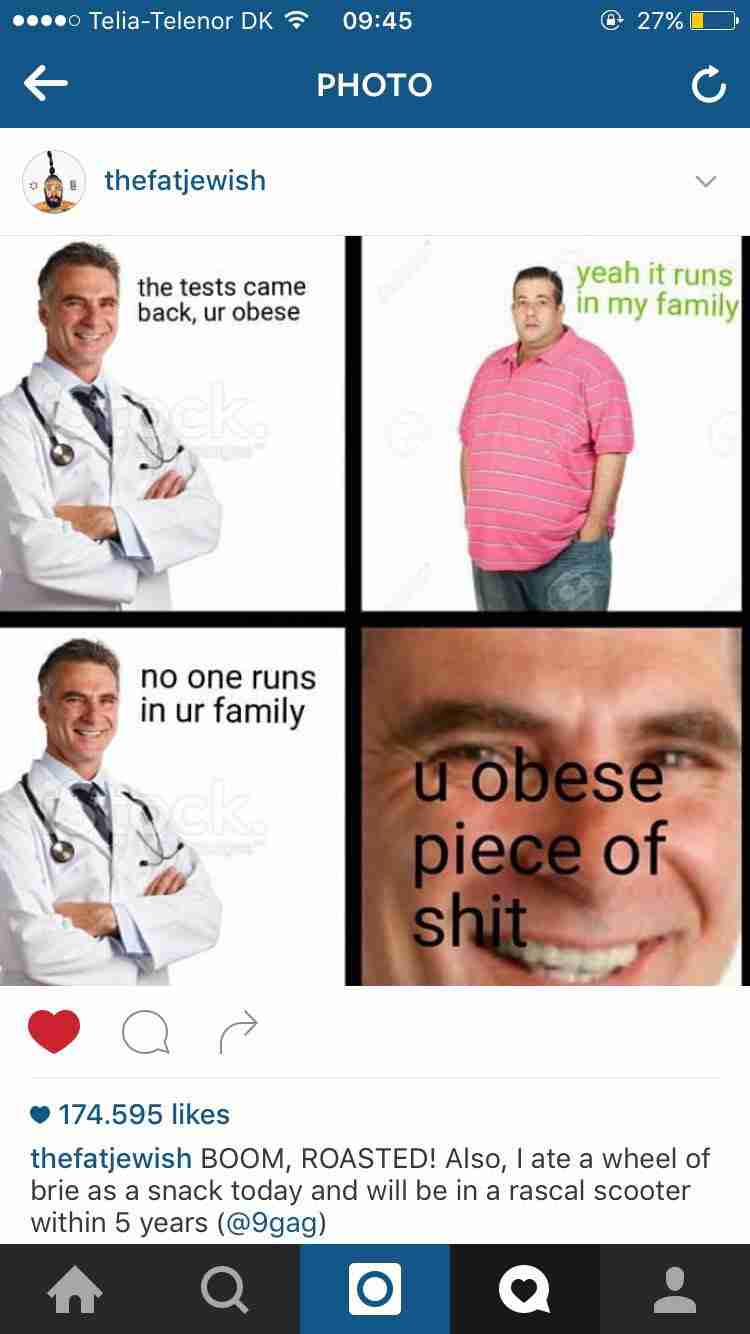 Telia-Telenor DK 09:45 27%
PHOTO
thefatjewish
the tests came
back, ur obese
yeah it runs
in my family
ock.
no one runs
in ur family
ock.
u obese
piece of
shit
174.595 likes
thefatjewish BOOM, ROASTED! Also, I ate a wheel of
brie as a snack today and will be in a rascal scooter
within 5 years (@9gag)